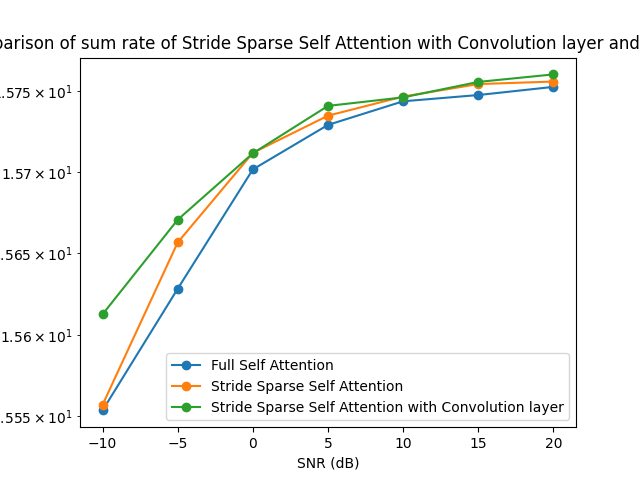 parison of sum rate of Stride Sparse Self Attention with Convolution layer and
.575 × 10¹
1.57 × 10¹
.565 × 10¹
1.56 × 10¹
.555 × 10¹
Full Self Attention
Stride Sparse Self Attention
Stride Sparse Self Attention with Convolution layer
−10 −5 0 5 10 15 20
SNR (dB)